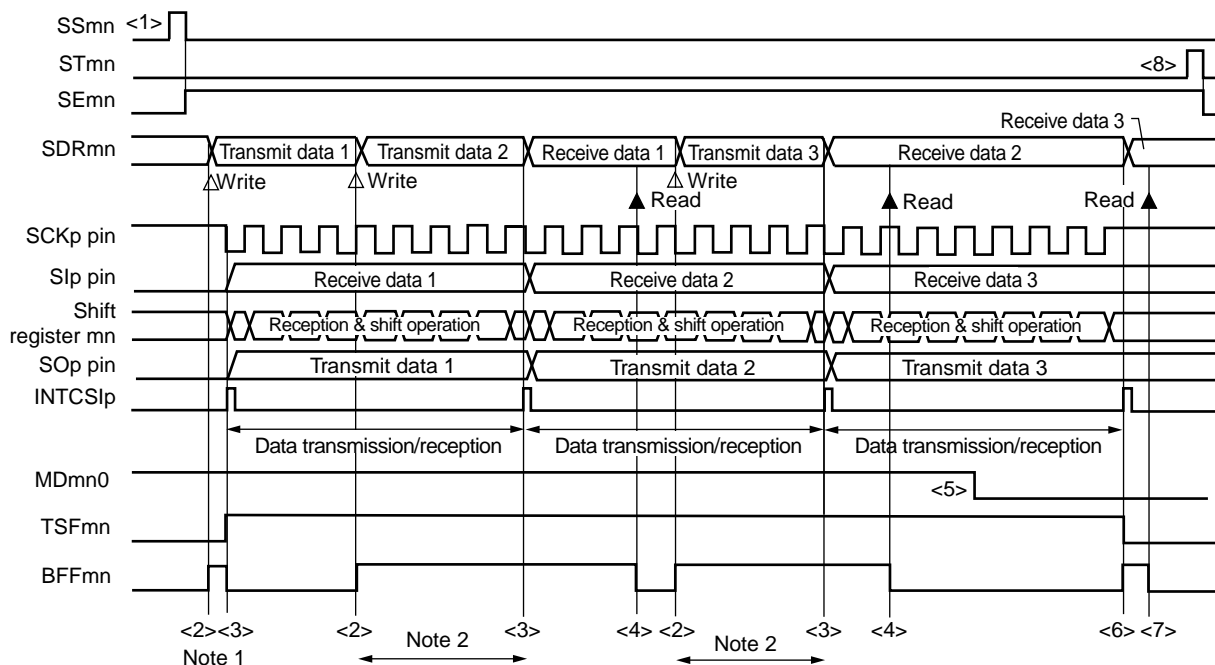 SSmn <1>
STmn <8>
SEmn
Receive data 3
SDRmn Transmit data 1 Transmit data 2 Receive data 1 Transmit data 3 Receive data 2
Write Write Write
Read Read Read
SCKp pin
SIp pin Receive data 1 Receive data 2 Receive data 3
Shift
register mn Reception & shift operation Reception & shift operation Reception & shift operation
SOp pin Transmit data 1 Transmit data 2 Transmit data 3
INTCSIp
Data transmission/reception Data transmission/reception Data transmission/reception
MDmn0 <5>
TSFmn
BFFmn
<2> <3> <2> <3> <4> <2> <3> <4> <6> <7>
Note 1 Note 2 Note 2